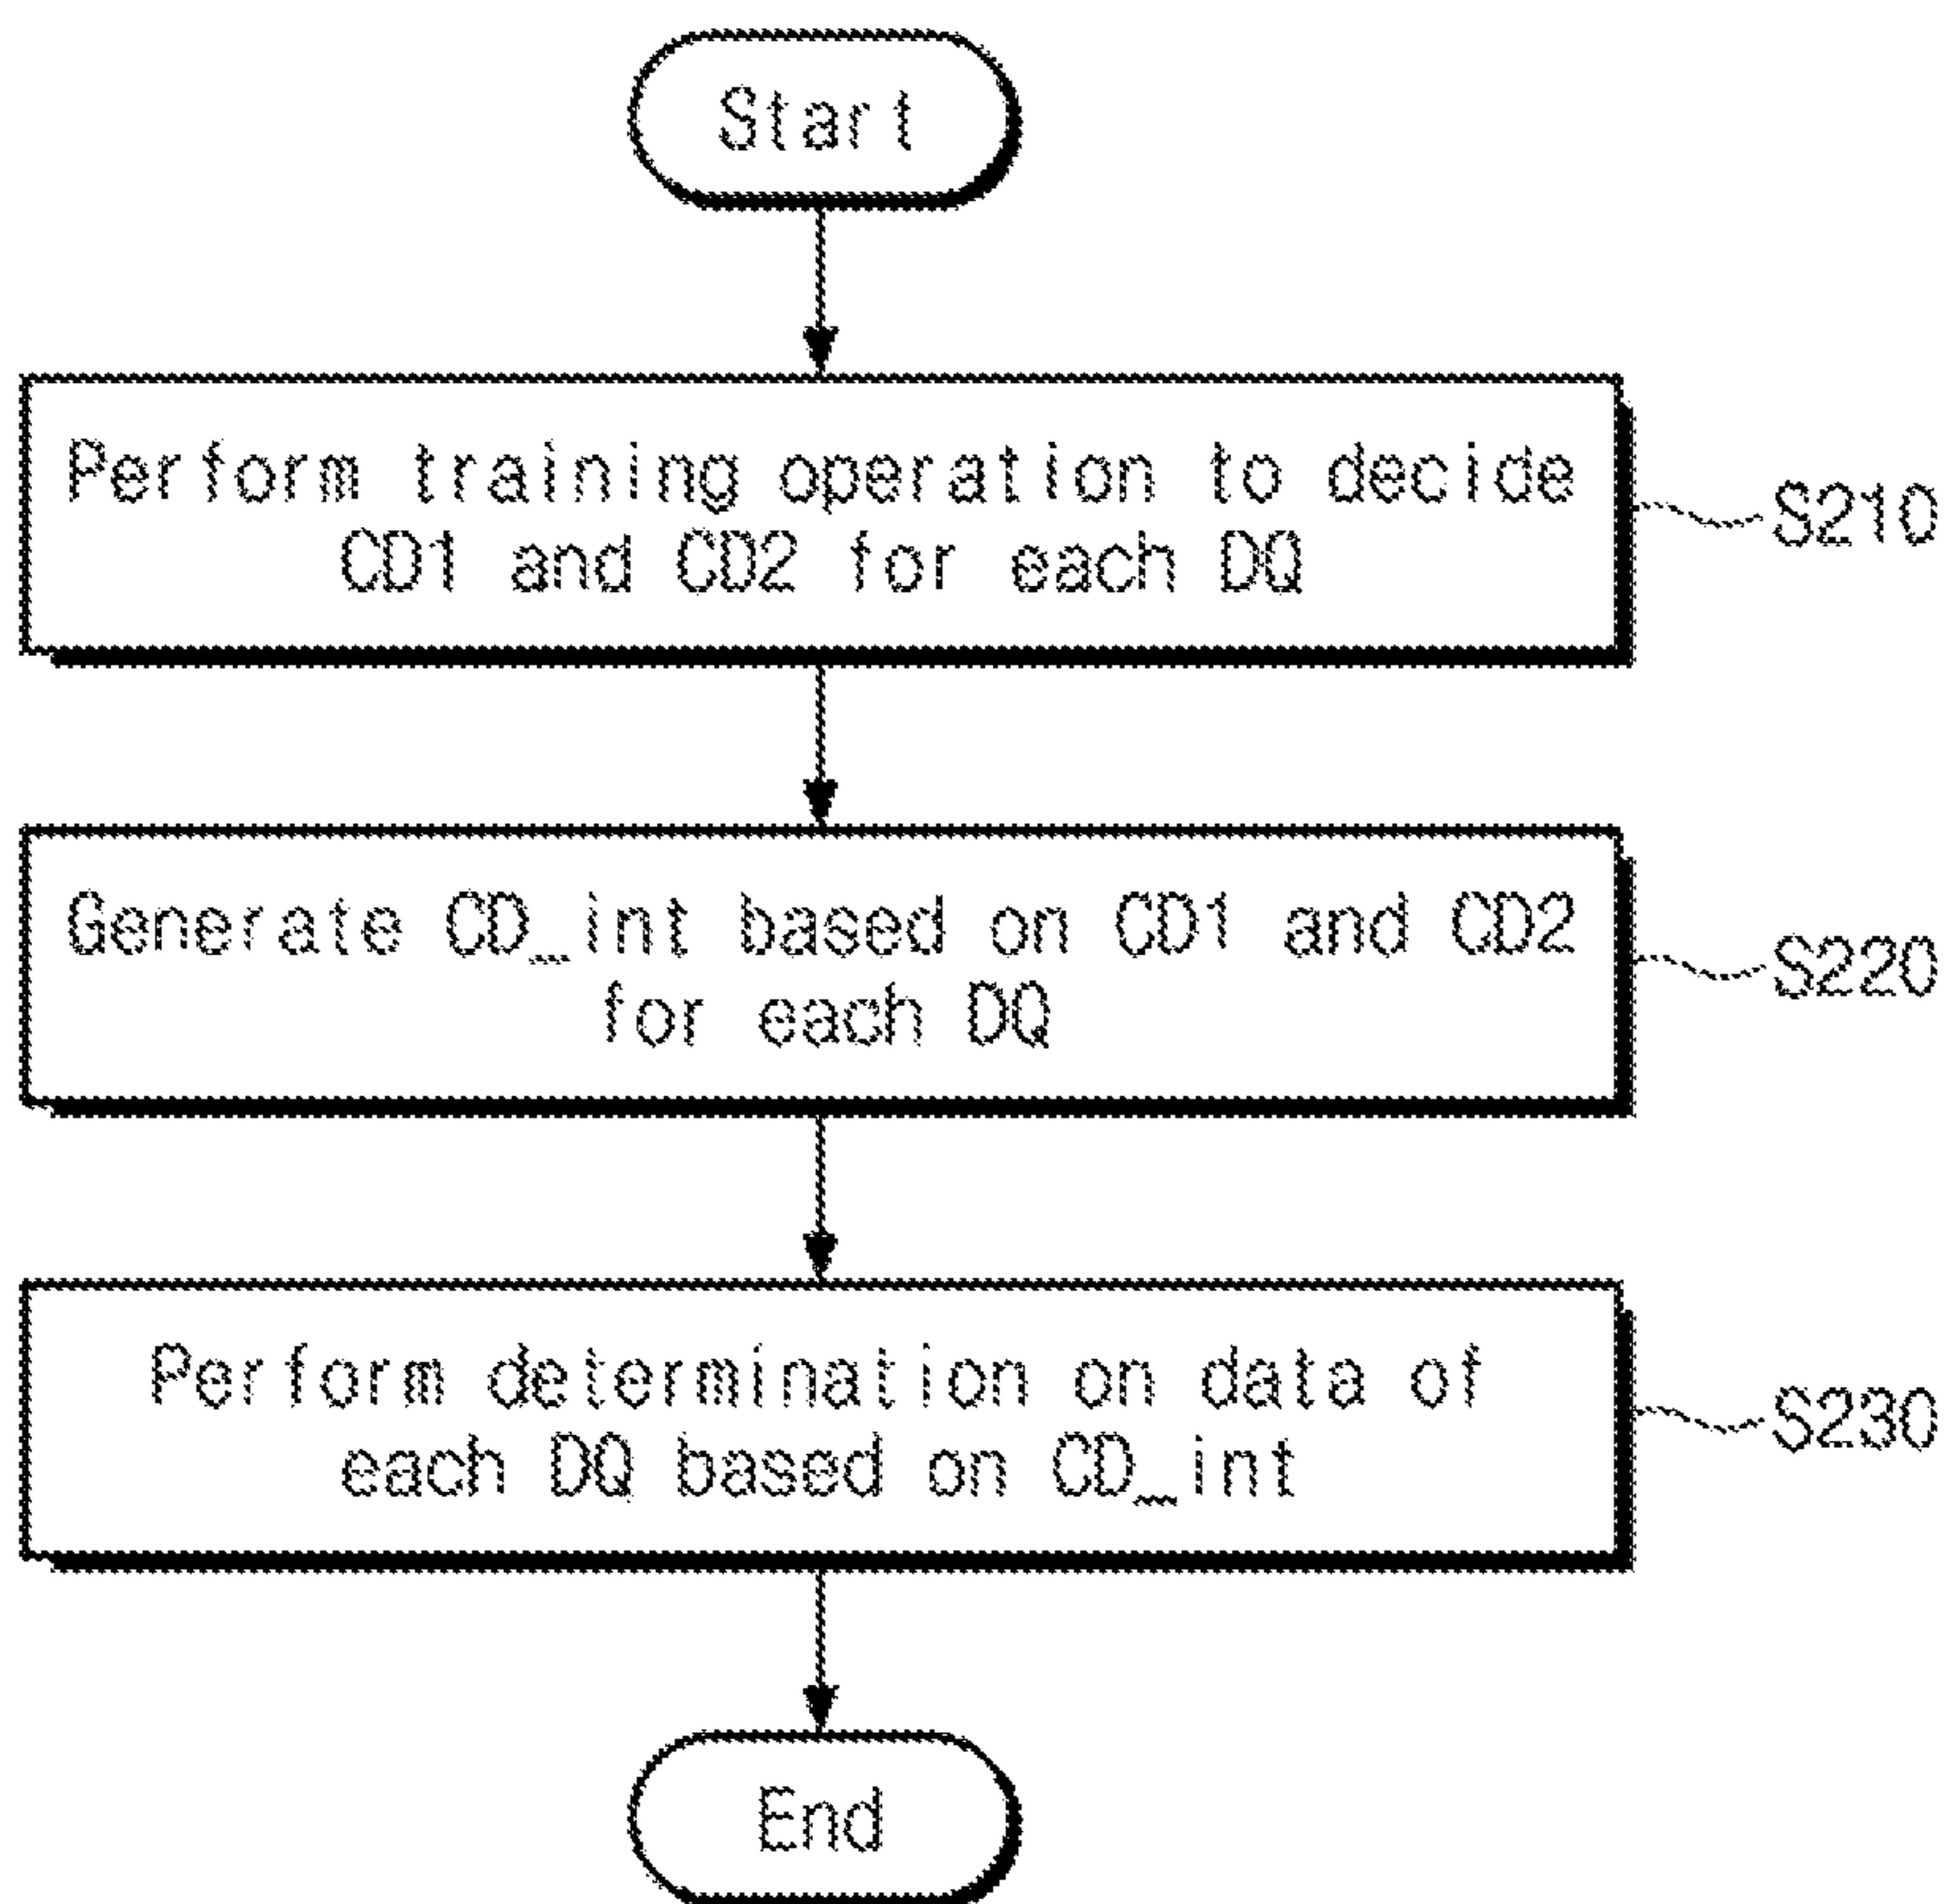 Start
Perform training operation to decide
CD1 and CD2 for each DQ
S210
Generate CD_int based on CD1 and CD2
for each DQ
S220
Perform determination on data of
each DQ based on CD_int
S230
End